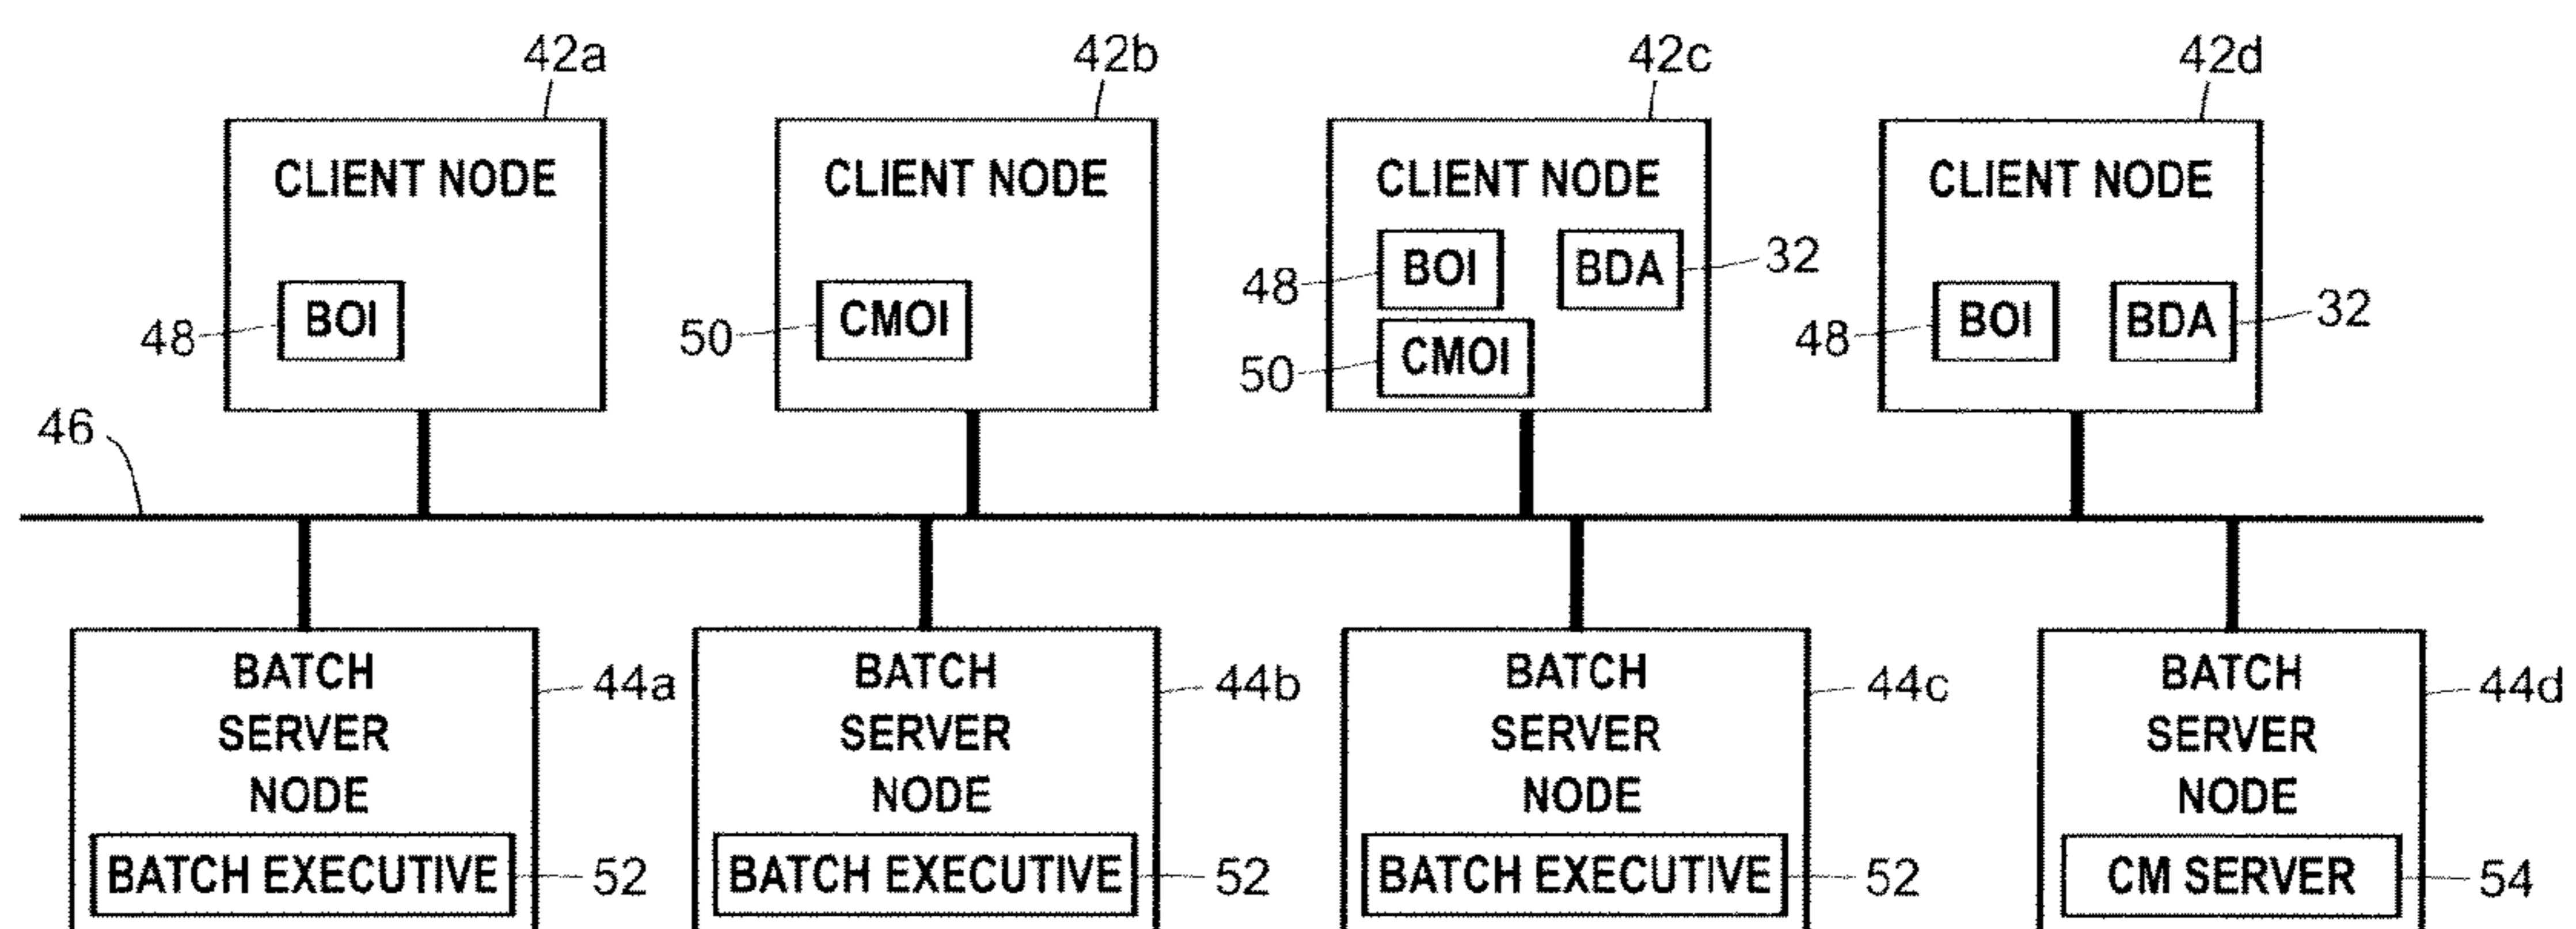 42a
42b
42c
42d
CLIENT NODE
CLIENT NODE
CLIENT NODE
CLIENT NODE
48
BOI
50
CMOI
48
BOI
BDA
32
50
CMOI
48
BOI
BDA
32
46
BATCH
SERVER
NODE
44a
BATCH EXECUTIVE
52
BATCH
SERVER
NODE
44b
BATCH EXECUTIVE
52
BATCH
SERVER
NODE
44c
BATCH EXECUTIVE
52
BATCH
SERVER
NODE
44d
CM SERVER
54